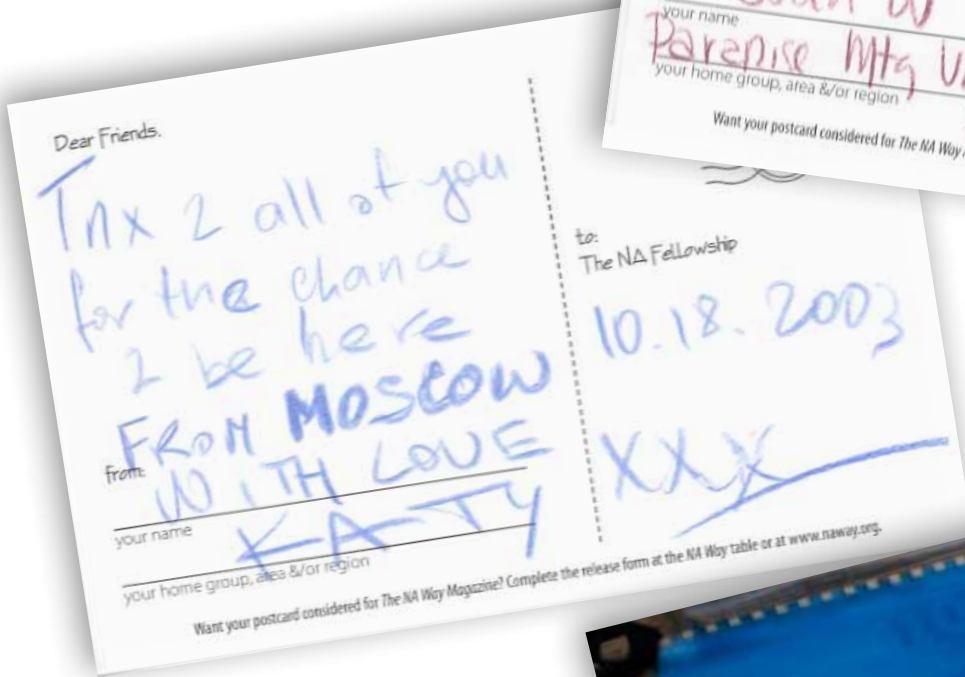 your name
Paradise Mtg
your home group, area &/or region
Want your postcard considered for The NA Way
Dear Friends,
Tnx 2 all of you
for the chance
2 be here
FROM MOSCOW
from:
WITH LOVE
your name
KATY
your home group, area &/or region
to:
The NA Fellowship
10.18.2003
XXX
Want your postcard considered for The NA Way Magazine? Complete the release form at the NA Way table or at www.naway.org.